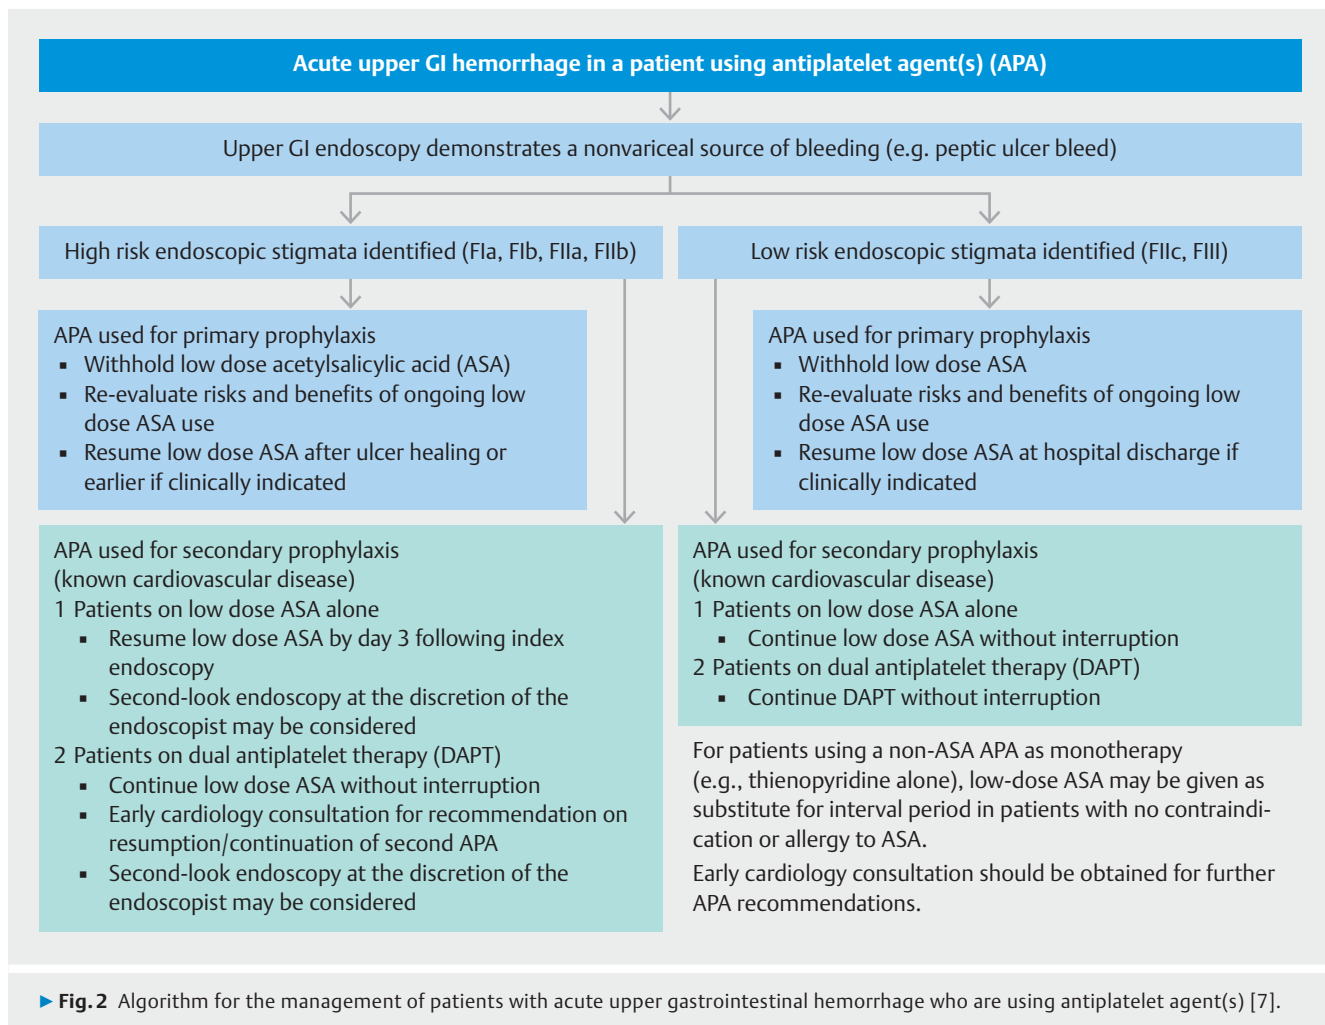 Acute upper GI hemorrhage in a patient using antiplatelet agent(s) (APA)
Upper GI endoscopy demonstrates a nonvariceal source of bleeding (e.g. peptic ulcer bleed)
High risk endoscopic stigmata identified (FIa, FIb, FIIa, FIIb)
Low risk endoscopic stigmata identified (FIIc, FIII)
APA used for primary prophylaxis
▪ Withhold low dose acetylsalicylic acid (ASA)
▪ Re-evaluate risks and benefits of ongoing low
dose ASA use
▪ Resume low dose ASA after ulcer healing or
earlier if clinically indicated
APA used for primary prophylaxis
▪ Withhold low dose ASA
▪ Re-evaluate risks and benefits of ongoing low
dose ASA use
▪ Resume low dose ASA at hospital discharge if
clinically indicated
APA used for secondary prophylaxis
(known cardiovascular disease)
1 Patients on low dose ASA alone
▪ Resume low dose ASA by day 3 following index
endoscopy
▪ Second-look endoscopy at the discretion of the
endoscopist may be considered
2 Patients on dual antiplatelet therapy (DAPT)
▪ Continue low dose ASA without interruption
▪ Early cardiology consultation for recommendation on
resumption/continuation of second APA
▪ Second-look endoscopy at the discretion of the
endoscopist may be considered
APA used for secondary prophylaxis
(known cardiovascular disease)
1 Patients on low dose ASA alone
▪ Continue low dose ASA without interruption
2 Patients on dual antiplatelet therapy (DAPT)
▪ Continue DAPT without interruption
For patients using a non-ASA APA as monotherapy
(e.g., thienopyridine alone), low-dose ASA may be given as
substitute for interval period in patients with no contraindi-
cation or allergy to ASA.
Early cardiology consultation should be obtained for further
APA recommendations.
▶ Fig. 2 Algorithm for the management of patients with acute upper gastrointestinal hemorrhage who are using antiplatelet agent(s) [7].